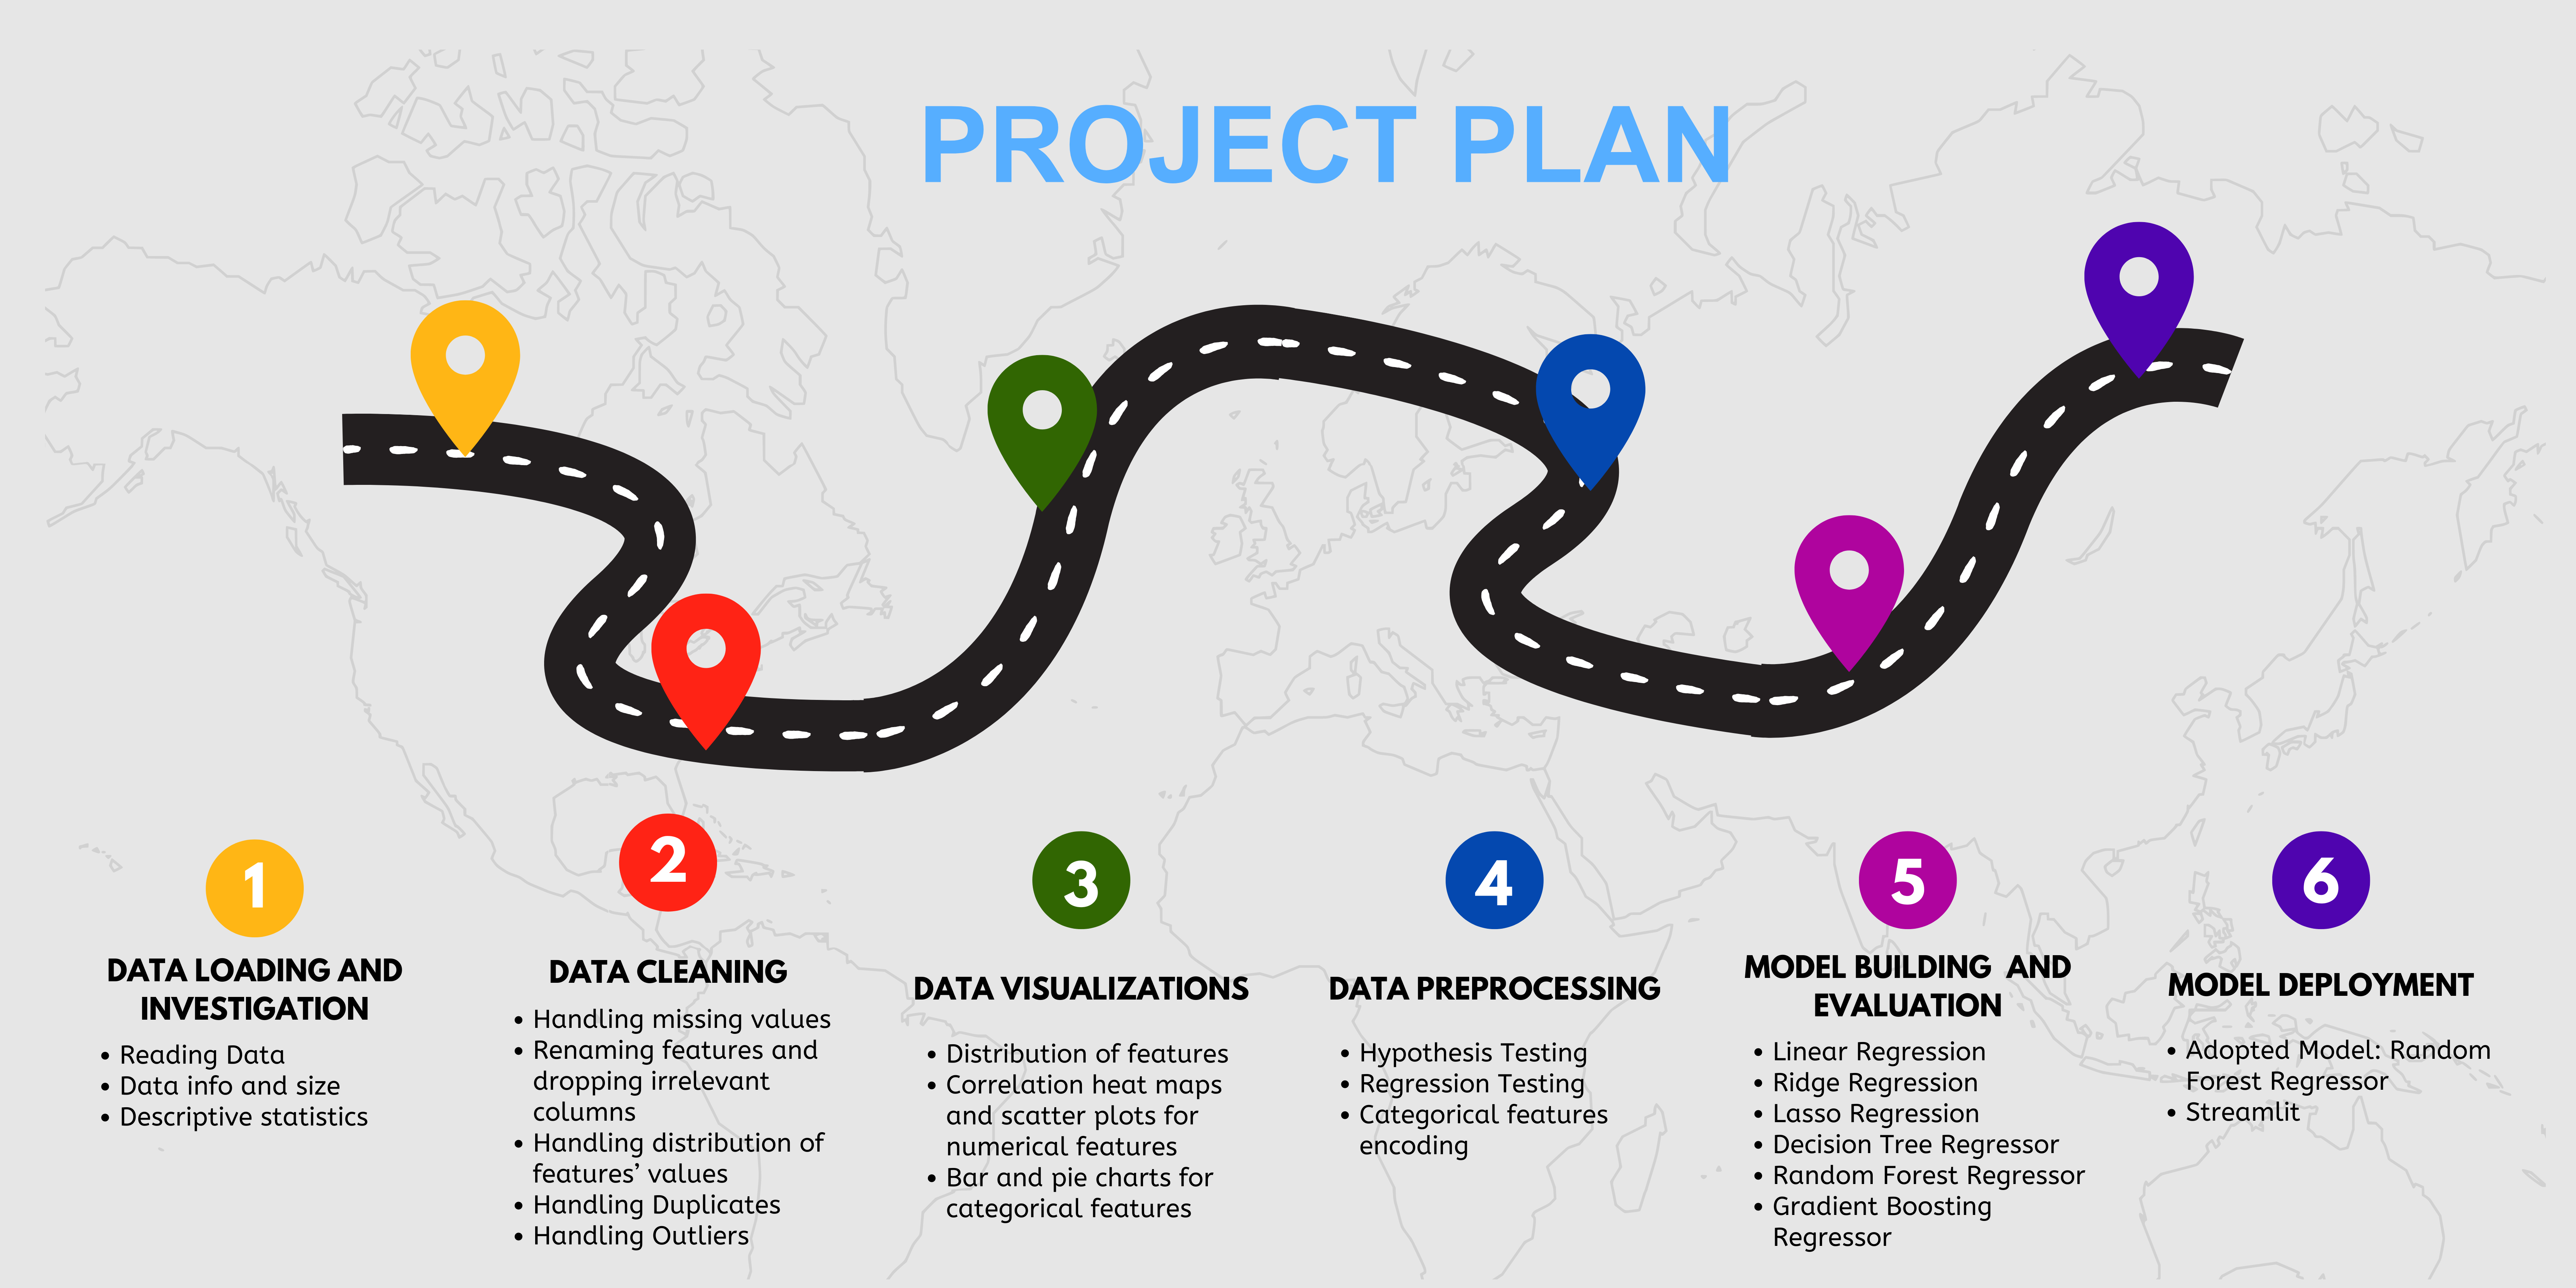 PROJECT PLAN
1
DATA LOADING AND
INVESTIGATION
• Reading Data
• Data info and size
• Descriptive statistics
2
DATA CLEANING
• Handling missing values
• Renaming features and
dropping irrelevant
columns
• Handling distribution of
features’ values
• Handling Duplicates
• Handling Outliers
3
DATA VISUALIZATIONS
• Distribution of features
• Correlation heat maps
and scatter plots for
numerical features
• Bar and pie charts for
categorical features
4
DATA PREPROCESSING
• Hypothesis Testing
• Regression Testing
• Categorical features
encoding
5
MODEL BUILDING AND
EVALUATION
• Linear Regression
• Ridge Regression
• Lasso Regression
• Decision Tree Regressor
• Random Forest Regressor
• Gradient Boosting
Regressor
6
MODEL DEPLOYMENT
• Adopted Model: Random
Forest Regressor
• Streamlit